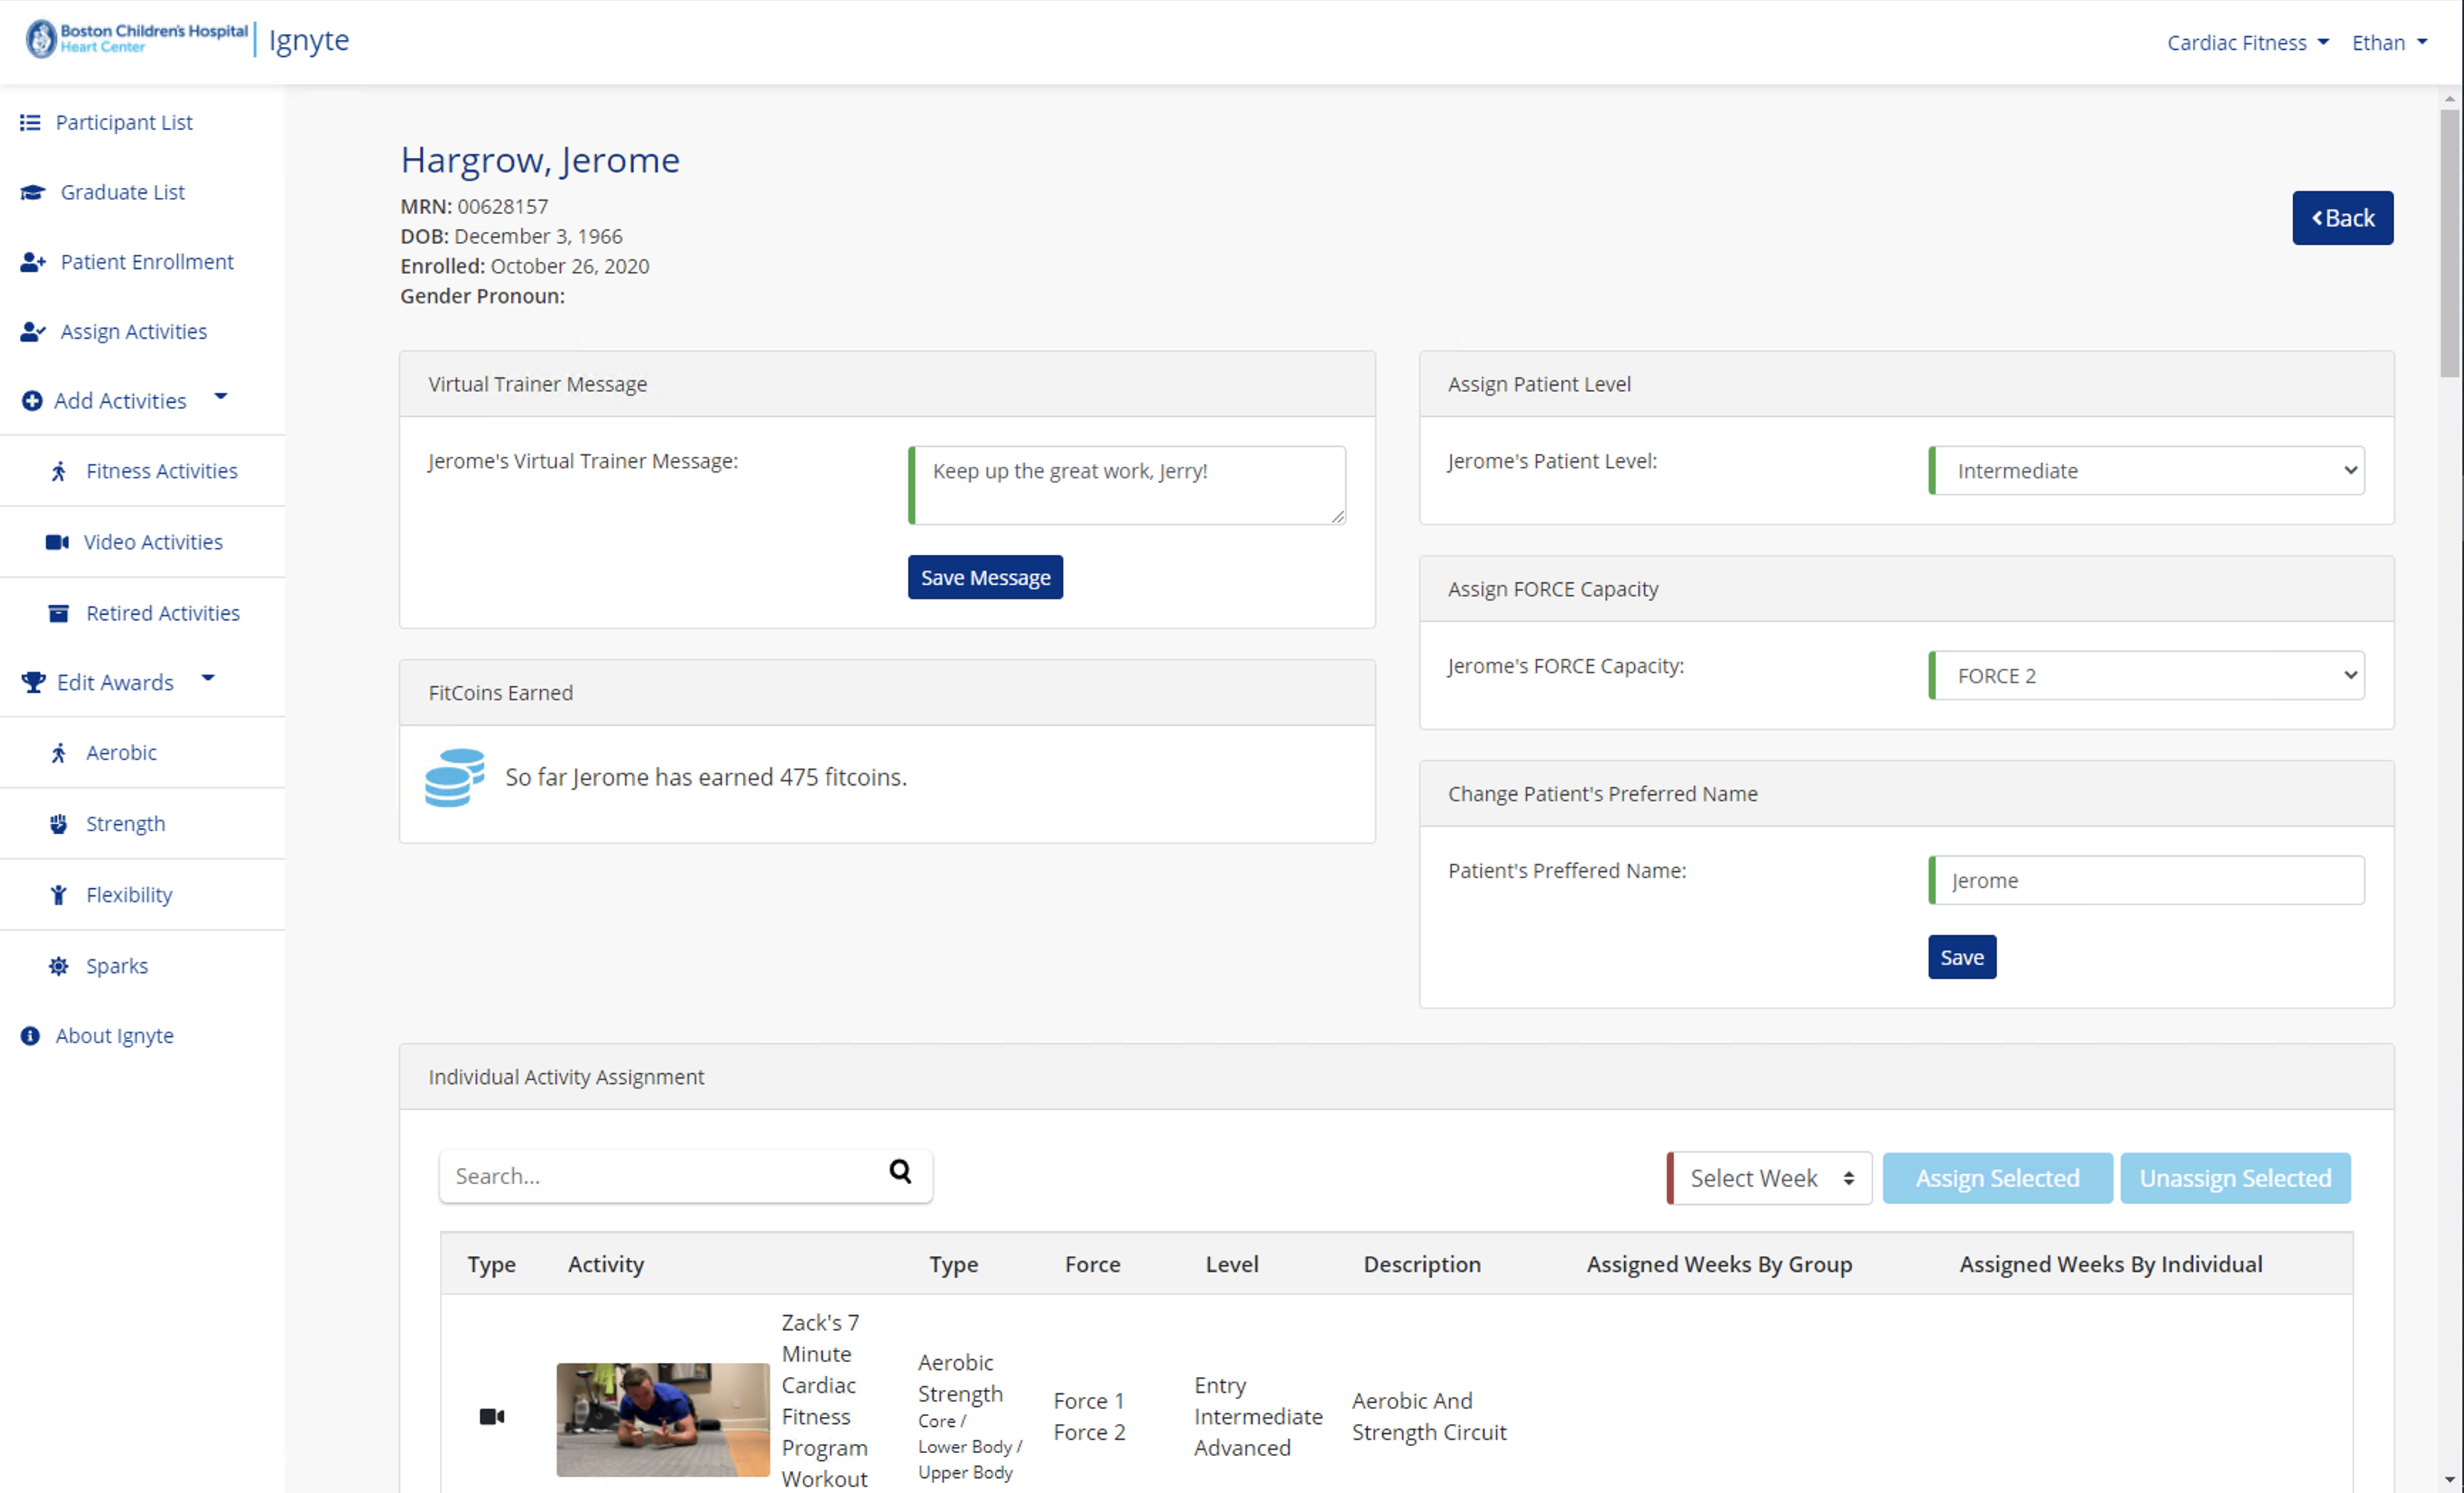 Boston Children's Hospital
Heart Center
Ignyte
Cardiac Fitness
Ethan
Participant List
Graduate List
Patient Enrollment
Assign Activities
Add Activities
Fitness Activities
Video Activities
Retired Activities
Edit Awards
Aerobic
Strength
Flexibility
Sparks
About Ignyte
Hargrow, Jerome
MRN: 00628157
DOB: December 3, 1966
Enrolled: October 26, 2020
Gender Pronoun:
Back
Virtual Trainer Message
Jerome's Virtual Trainer Message:
Keep up the great work, Jerry!
Save Message
FitCoins Earned
So far Jerome has earned 475 fitcoins.
Assign Patient Level
Jerome's Patient Level:
Intermediate
Assign FORCE Capacity
Jerome's FORCE Capacity:
FORCE 2
Change Patient's Preferred Name
Patient's Preffered Name:
Jerome
Save
Individual Activity Assignment
Search...
Select Week
Assign Selected
Unassign Selected
Type Activity Type Force Level Description Assigned Weeks By Group Assigned Weeks By Individual
Zack's 7
Minute
Cardiac
Fitness
Program
Workout
Aerobic
Strength
Core /
Lower Body /
Upper Body
Force 1
Force 2
Entry
Intermediate
Advanced
Aerobic And
Strength Circuit